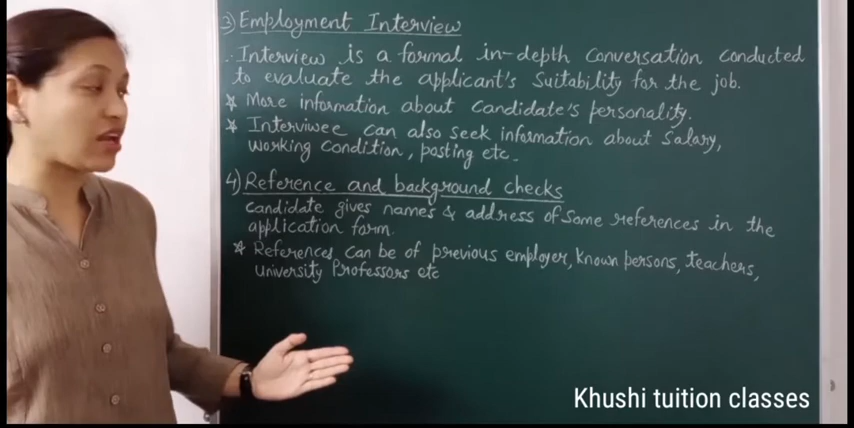 3) Employment Interview
∴ Interview is a formal in-depth conversation conducted
to evaluate the applicant's suitability for the job.
* More information about candidate's personality.
* Interviwee can also seek information about salary,
working condition, posting etc.
4) Reference and background checks
candidate gives names & address of some references in the
application form.
* References can be of previous employer, known persons, teachers,
university Professors etc
Khushi tuition classes